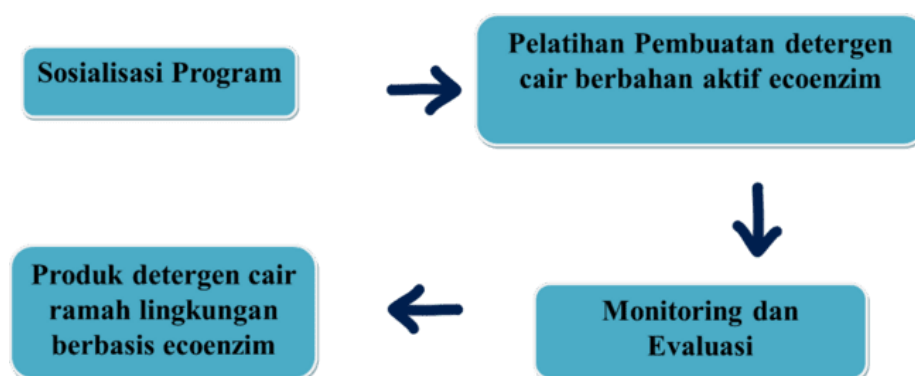 Sosialisasi Program
Pelatihan Pembuatan detergen
cair berbahan aktif ecoenzim
Monitoring dan
Evaluasi
Produk detergen cair
ramah lingkungan
berbasis ecoenzim